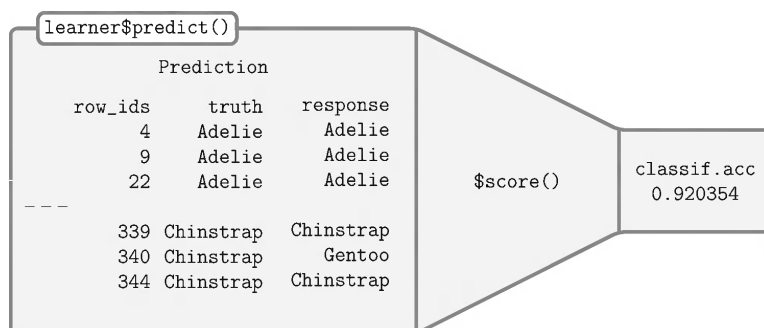 learner$predict()
Prediction
row_ids truth response
4 Adelie Adelie
9 Adelie Adelie
22 Adelie Adelie
---
339 Chinstrap Chinstrap
340 Chinstrap Gentoo
344 Chinstrap Chinstrap
$score()
classif.acc
0.920354